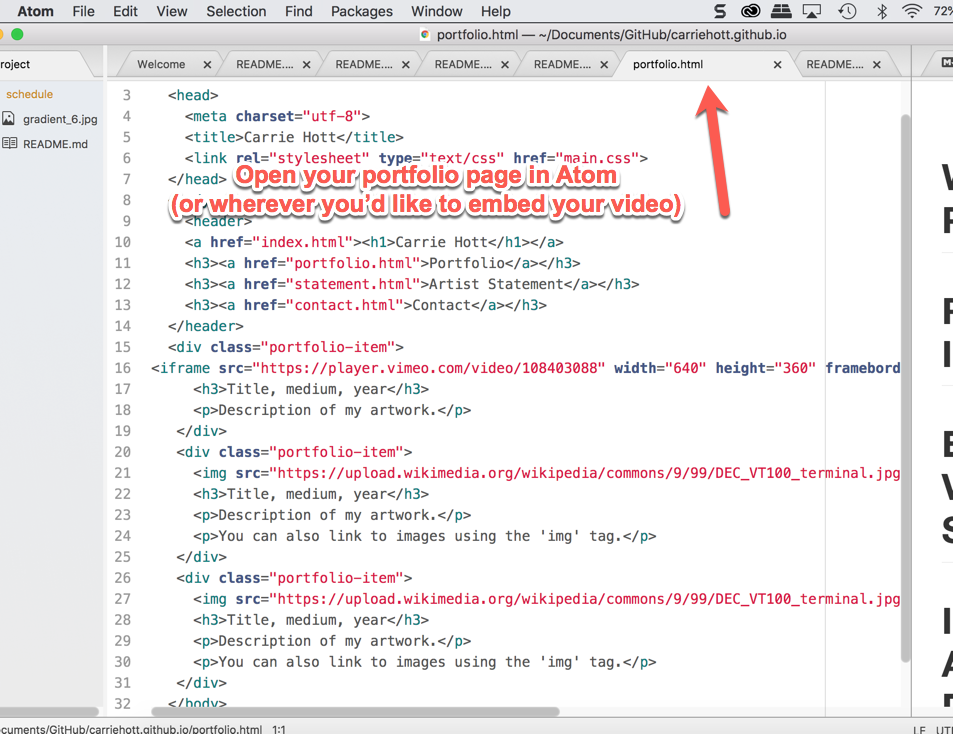 Atom File Edit View Selection Find Packages Window Help 72%
portfolio.html — ~/Documents/GitHub/carriehott.github.io
roject Welcome × README.... × README.... × README.... × README.... × portfolio.html × README.... ×
schedule
gradient_6.jpg
README.md
3 <head>
4 <meta charset="utf-8">
5 <title>Carrie Hott</title>
6 <link rel="stylesheet" type="text/css" href="main.css">
7 </head>
Open your portfolio page in Atom
(or wherever you'd like to embed your video)
8
9 <header>
10 <a href="index.html"><h1>Carrie Hott</h1></a>
11 <h3><a href="portfolio.html">Portfolio</a></h3>
12 <h3><a href="statement.html">Artist Statement</a></h3>
13 <h3><a href="contact.html">Contact</a></h3>
14 </header>
15 <div class="portfolio-item">
16 <iframe src="https://player.vimeo.com/video/108403088" width="640" height="360" framebord
17 <h3>Title, medium, year</h3>
18 <p>Description of my artwork.</p>
19 </div>
20 <div class="portfolio-item">
21 <img src="https://upload.wikimedia.org/wikipedia/commons/9/99/DEC_VT100_terminal.jpg
22 <h3>Title, medium, year</h3>
23 <p>Description of my artwork.</p>
24 <p>You can also link to images using the 'img' tag.</p>
25 </div>
26 <div class="portfolio-item">
27 <img src="https://upload.wikimedia.org/wikipedia/commons/9/99/DEC_VT100_terminal.jpg
28 <h3>Title, medium, year</h3>
29 <p>Description of my artwork.</p>
30 <p>You can also link to images using the 'img' tag.</p>
31 </div>
32 </body>
cuments/GitHub/carriehott.github.io/portfolio.html 1:1 LF UTF